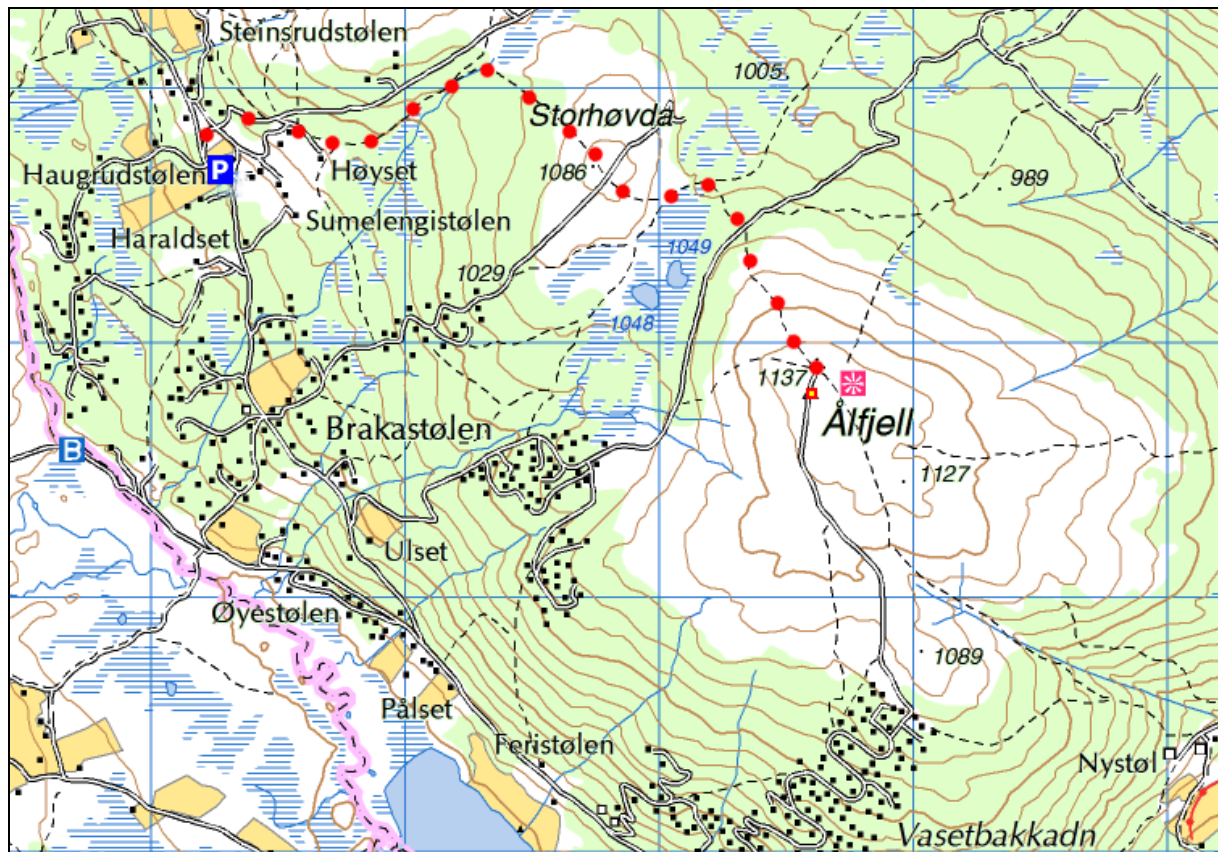 Steinsrudstølen
1005
Storhøvda
Haugrudstølen
P
Høyset
1086
989
Sumelengistølen
Haraldset
1049
1029
1048
1137
Ålfjell
Brakastølen
B
1127
Ulset
Øyestølen
1089
Pålset
Feristølen
Nystøl
Vasetbakkadn